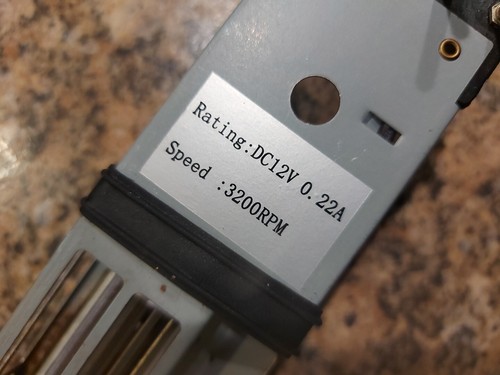 Rating:DC12V 0.22A
Speed :3200RPM